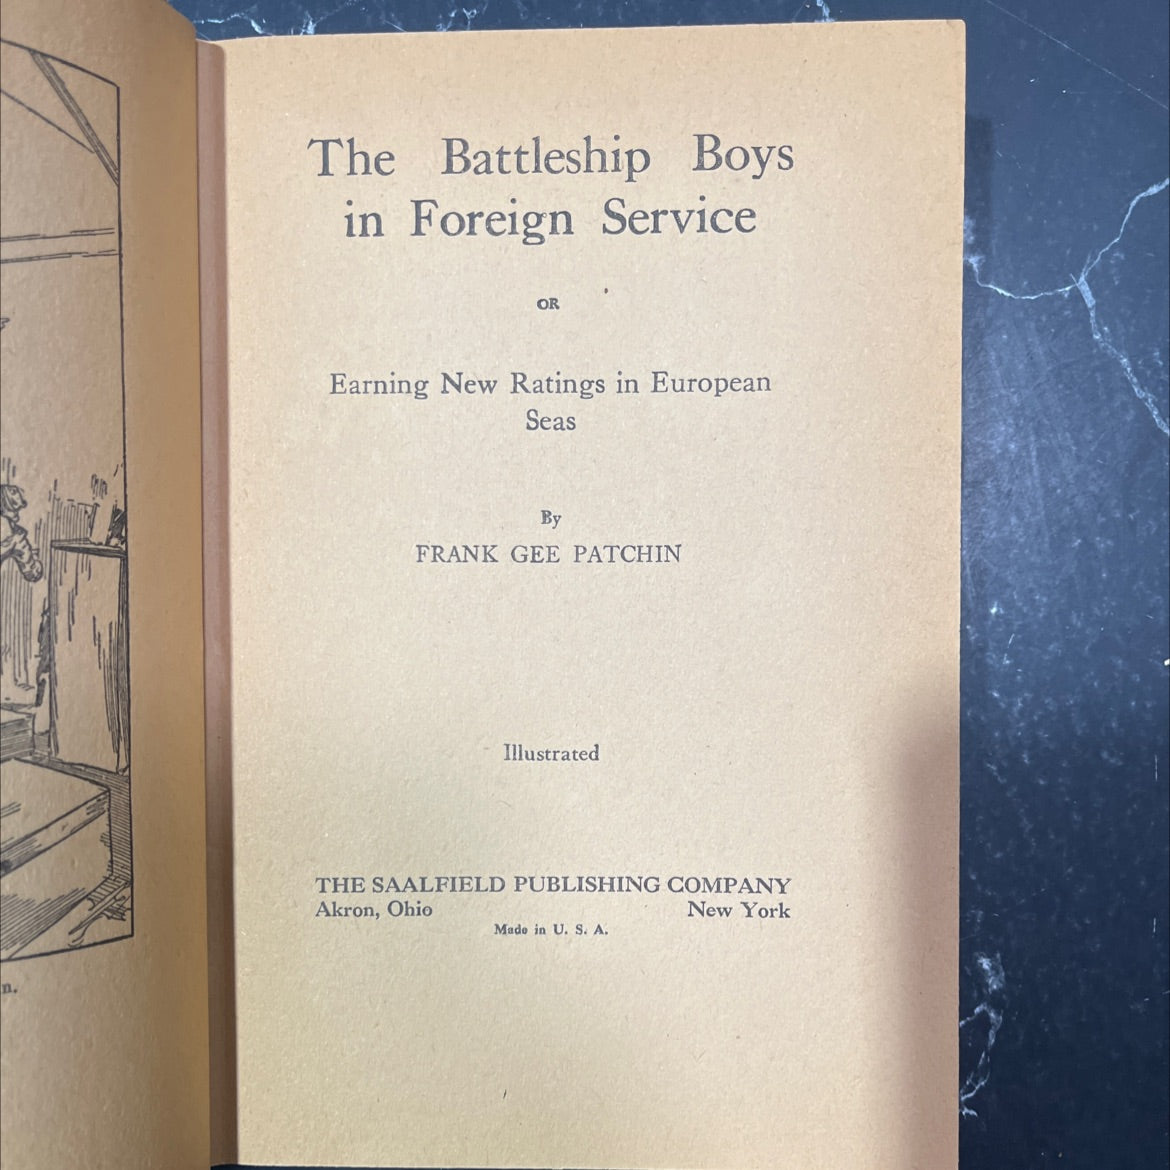 The Battleship Boys
in Foreign Service
OR
Earning New Ratings in European
Seas
By
FRANK GEE PATCHIN
Illustrated
THE SAALFIELD PUBLISHING COMPANY
Akron, Ohio New York
Made in U. S. A.
n.